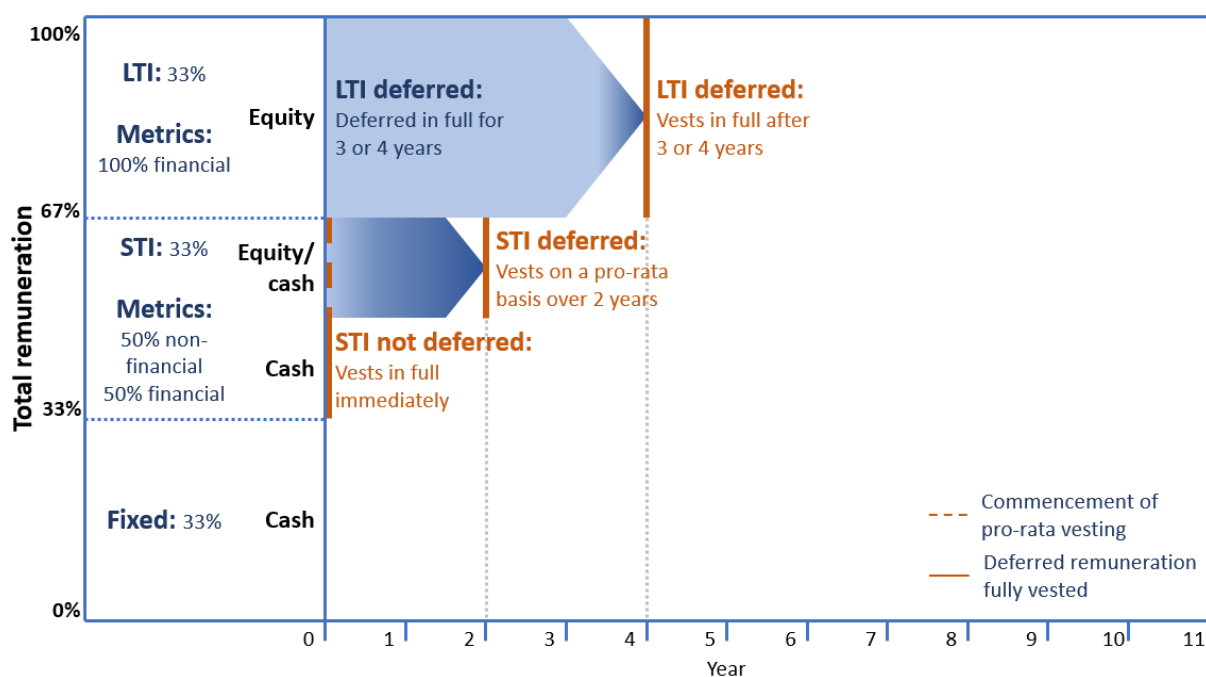 100%
LTI: 33%
Metrics:
100% financial
Equity
LTI deferred:
Deferred in full for
3 or 4 years
LTI deferred:
Vests in full after
3 or 4 years
67%
STI: 33%
Metrics:
50% non-
financial
50% financial
Equity/
cash
Cash
STI deferred:
Vests on a pro-rata
basis over 2 years
STI not deferred:
Vests in full
immediately
Total remuneration
33%
Fixed: 33%
Cash
Commencement of
pro-rata vesting
Deferred remuneration
fully vested
0%
0 1 2 3 4 5 6 7 8 9 10 11
Year